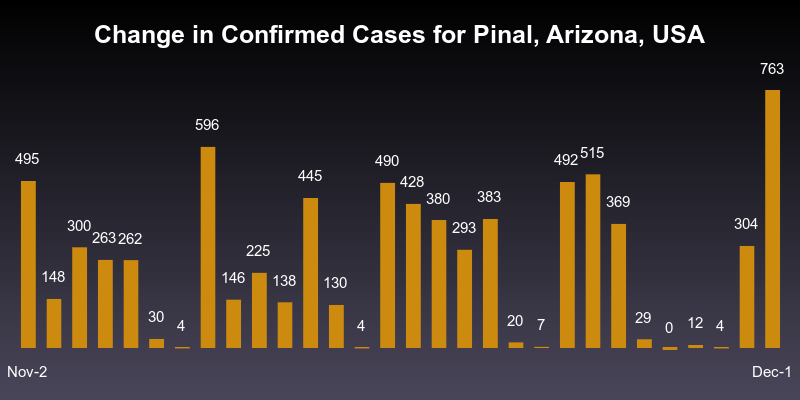 Change in Confirmed Cases for Pinal, Arizona, USA
495 148 300 263 262 30 4 596 146 225 138 445 130 4 490 428 380 293 383 20 7 492 515 369 29 0 12 4 304 763
Nov-2 Dec-1